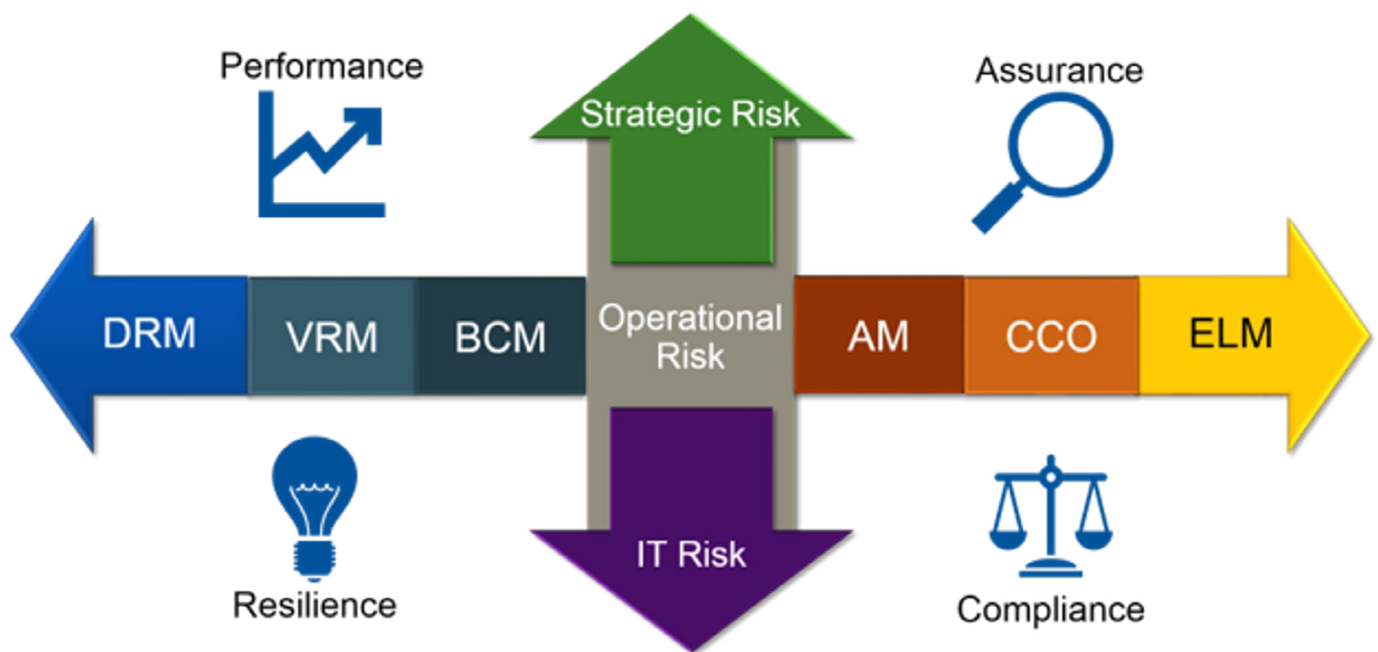 Performance
Assurance
Strategic Risk
DRM
VRM
BCM
Operational
Risk
AM
CCO
ELM
IT Risk
Resilience
Compliance